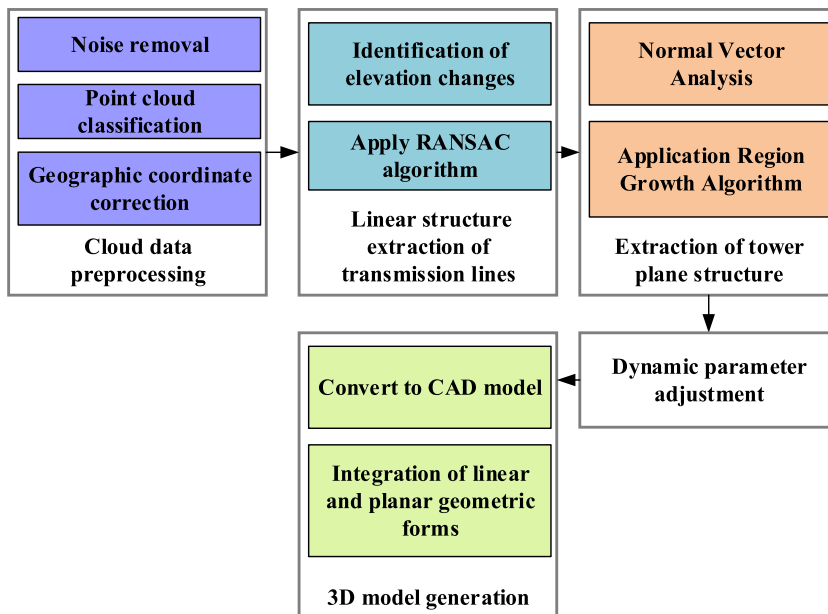 Noise removal
Point cloud
classification
Geographic coordinate
correction
Cloud data
preprocessing
Identification of
elevation changes
Apply RANSAC
algorithm
Linear structure
extraction of
transmission lines
Normal Vector
Analysis
Application Region
Growth Algorithm
Extraction of tower
plane structure
Dynamic parameter
adjustment
Convert to CAD model
Integration of linear
and planar geometric
forms
3D model generation